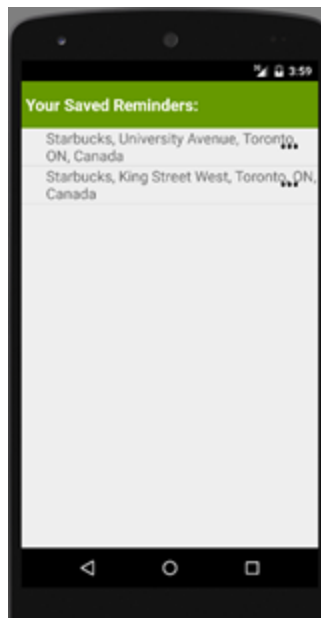 3:59
Your Saved Reminders:
Starbucks, University Avenue, Toronto,
ON, Canada
Starbucks, King Street West, Toronto, ON,
Canada